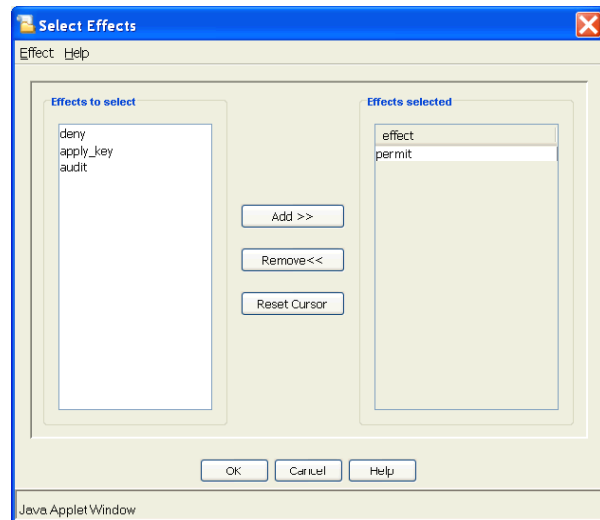 Select Effects
Effect Help
Effects to select
Effects selected
deny
apply_key
audit
effect
permit
Add >>
Remove<<
Reset Cursor
OK Cancel Help
Java Applet Window